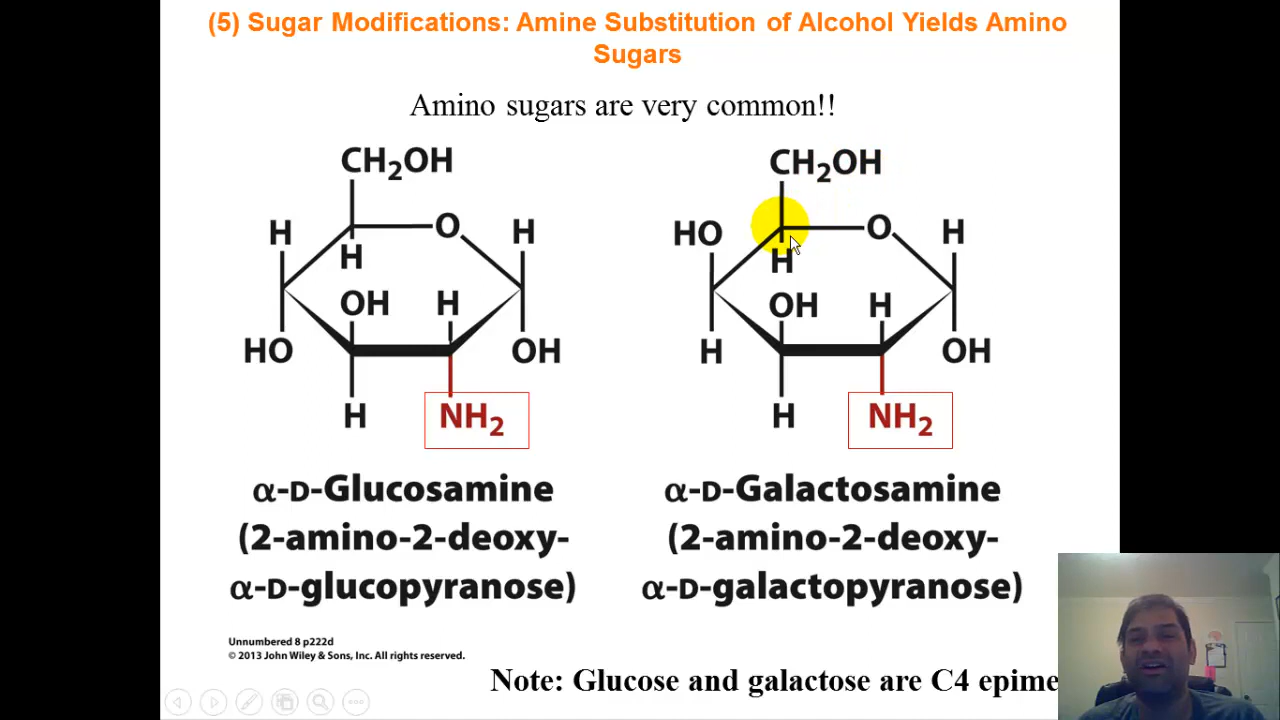 (5) Sugar Modifications: Amine Substitution of Alcohol Yields Amino
Sugars
Amino sugars are very common!!
CH2OH
H
O
H
H
OH
H
HO
OH
H
NH2
α-D-Glucosamine
(2-amino-2-deoxy-
α-D-glucopyranose)
CH2OH
HO
O
H
H
OH
H
H
OH
H
NH2
α-D-Galactosamine
(2-amino-2-deoxy-
α-D-galactopyranose)
Unnumbered 8 p222d
© 2013 John Wiley & Sons, Inc. All rights reserved.
Note: Glucose and galactose are C4 epime